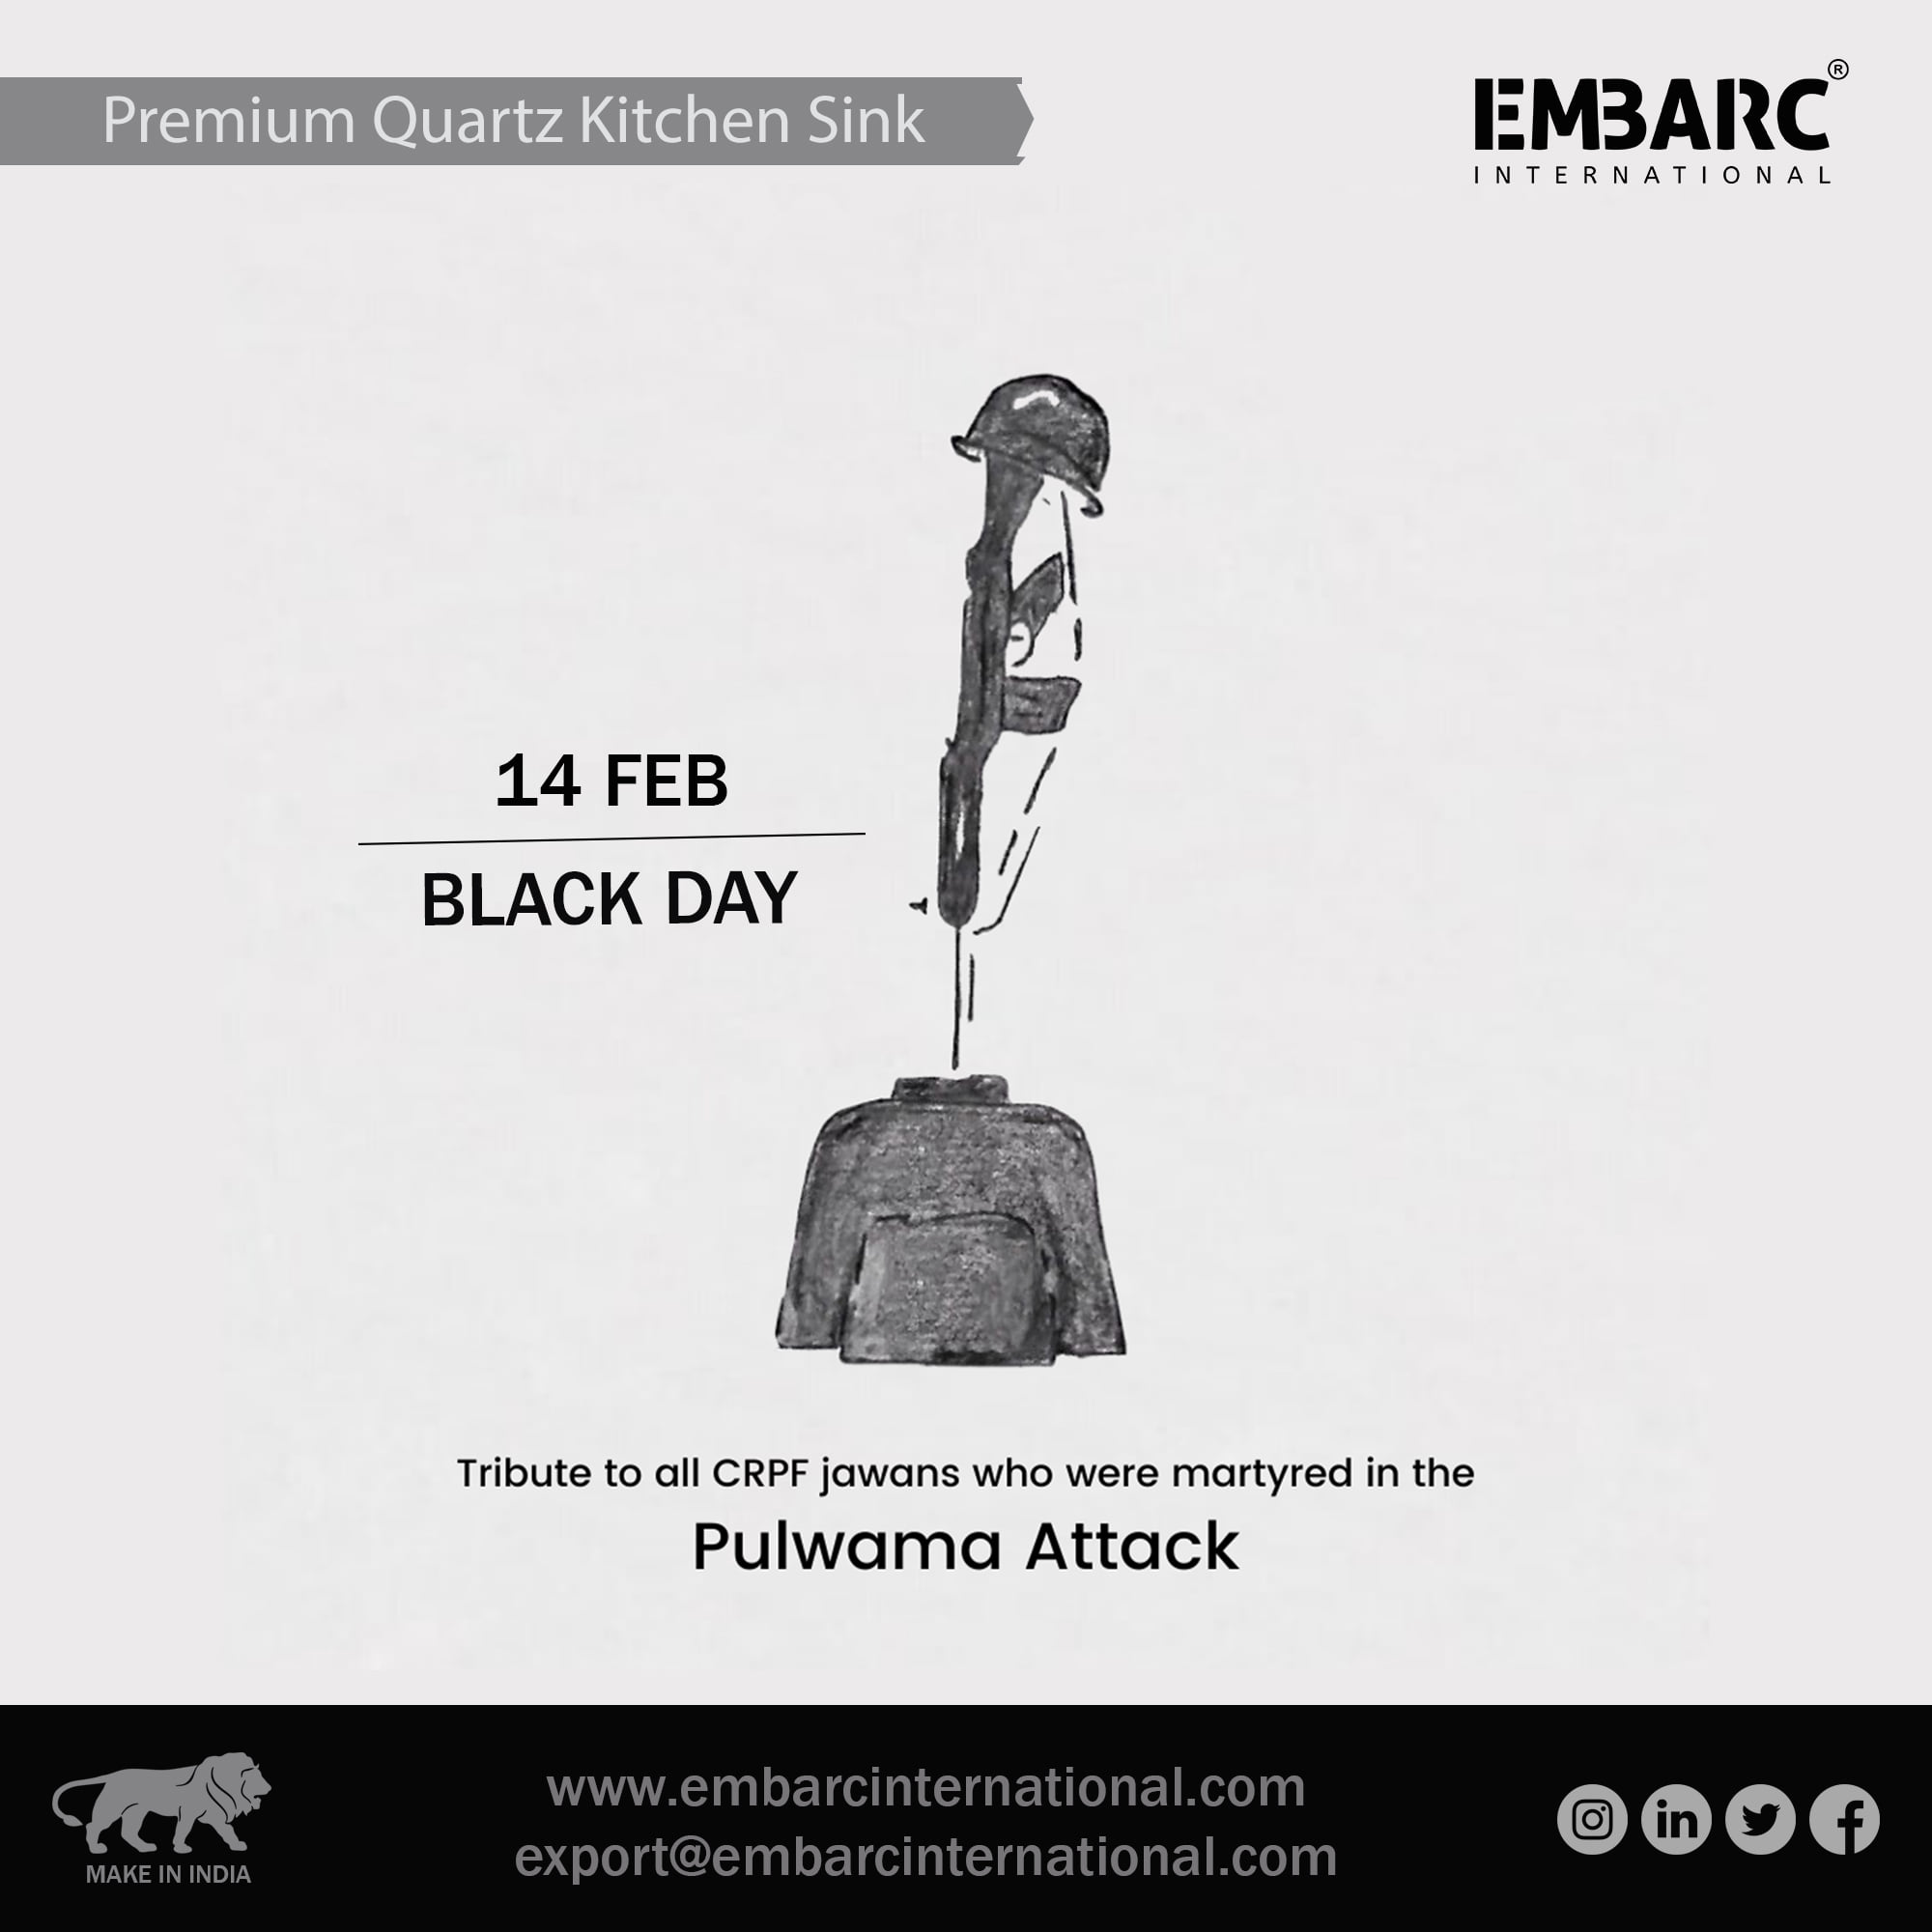 Premium Quartz Kitchen Sink
EMBARC®
INTERNATIONAL
14 FEB
BLACK DAY
Tribute to all CRPF jawans who were martyred in the
Pulwama Attack
MAKE IN INDIA
www.embarcinternational.com
export@embarcinternational.com